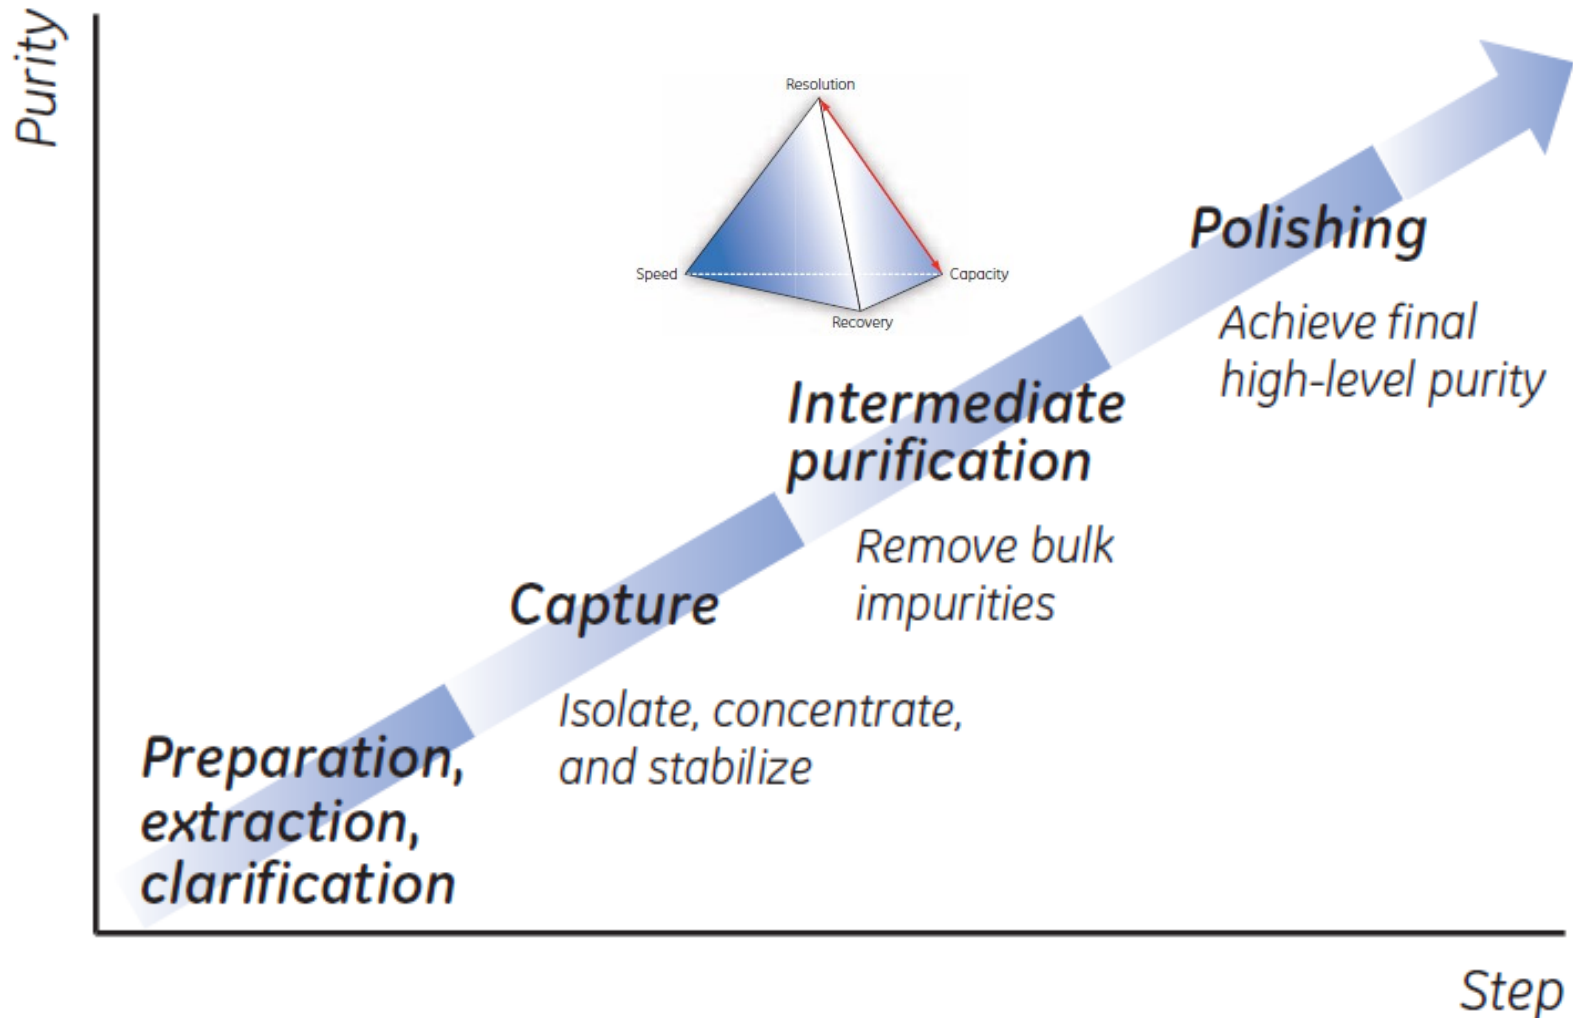 Purity
Resolution
Speed
Capacity
Recovery
Polishing
Achieve final
high-level purity
Intermediate
purification
Remove bulk
impurities
Capture
Isolate, concentrate,
and stabilize
Preparation,
extraction,
clarification
Step